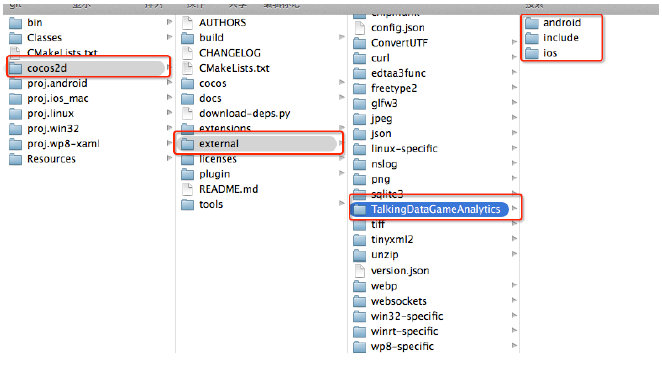 bin
Classes
CMakeLists.txt
cocos2d
proj.android
proj.ios_mac
proj.linux
proj.win32
proj.wp8-xaml
Resources
AUTHORS
build
CHANGELOG
CMakeLists.txt
cocos
docs
download-deps.py
extensions
external
licenses
plugin
README.md
tools
config.json
ConvertUTF
curl
edtaa3func
freetype2
glfw3
jpeg
json
linux-specific
nslog
png
sqlite3
TalkingDataGameAnalytics
tiff
tinyxml2
unzip
version.json
webp
websockets
win32-specific
winrt-specific
wp8-specific
android
include
ios